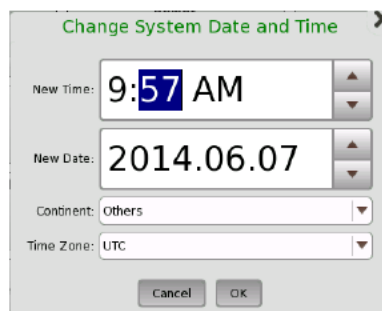 Change System Date and Time
New Time: 9:57 AM
New Date: 2014.06.07
Continent: Others
Time Zone: UTC
Cancel OK